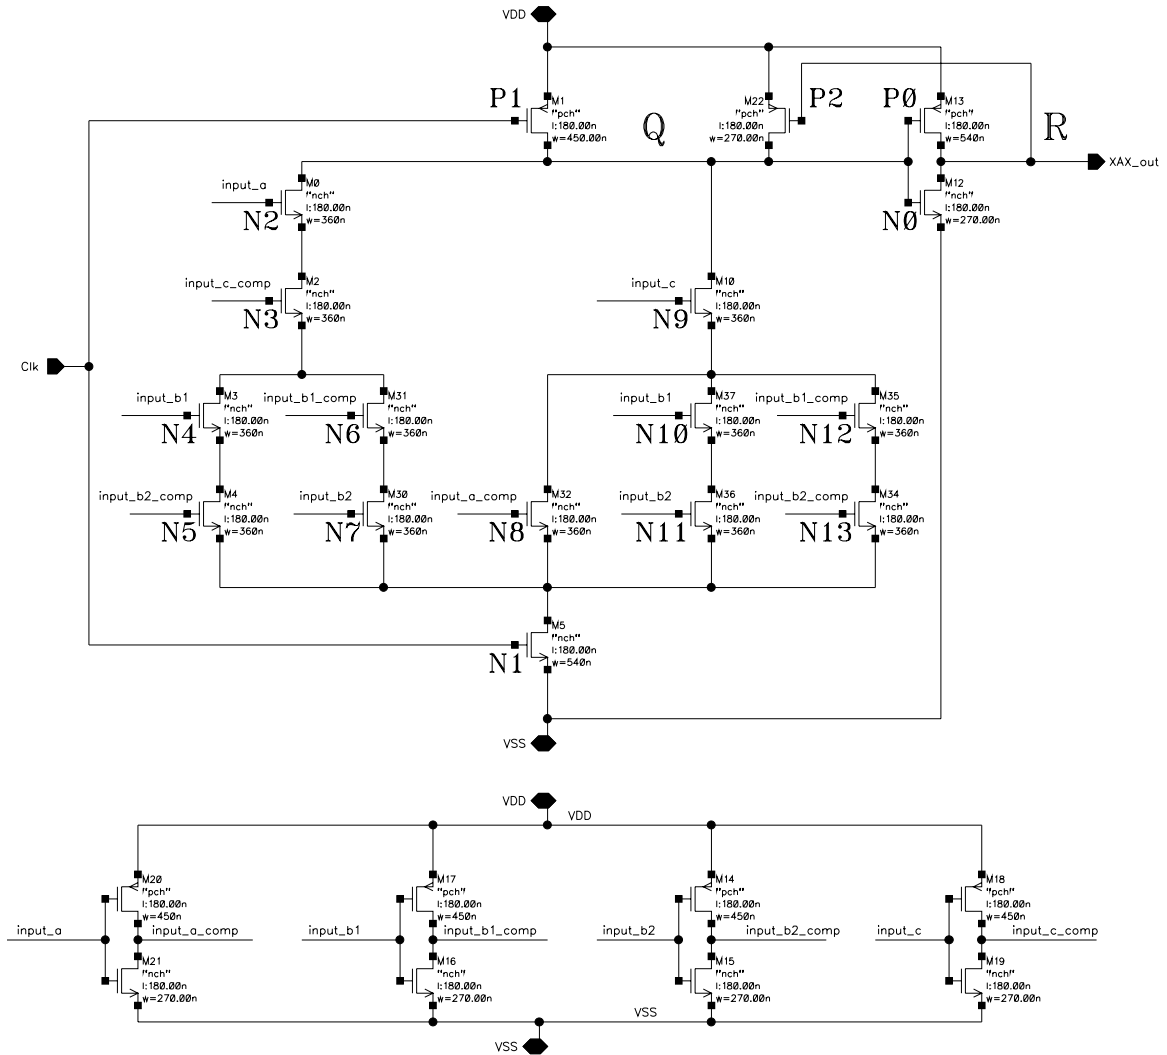 VDD
P1
M1
"pch"
l:180.00n
w=450.00n
Q
M22
"pch"
l:180.00n
w=270.00n
P2
P0
M13
"pch"
l:180.00n
w=540n
R
XAX_out
input_a
N2
M0
"nch"
l:180.00n
w=360n
N0
M12
"nch"
l:180.00n
w=270.00n
input_c_comp
N3
M2
"nch"
l:180.00n
w=360n
input_c
N9
M10
"nch"
l:180.00n
w=360n
Clk
input_b1
N4
M3
"nch"
l:180.00n
w=360n
input_b1_comp
N6
M31
"nch"
l:180.00n
w=360n
input_b1
N10
M37
"nch"
l:180.00n
w=360n
input_b1_comp
N12
M35
"nch"
l:180.00n
w=360n
input_b2_comp
N5
M4
"nch"
l:180.00n
w=360n
input_b2
N7
M30
"nch"
l:180.00n
w=360n
input_a_comp
N8
M32
"nch"
l:180.00n
w=360n
input_b2
N11
M36
"nch"
l:180.00n
w=360n
input_b2_comp
N13
M34
"nch"
l:180.00n
w=360n
N1
M5
"nch"
l:180.00n
w=540n
VSS
VDD
VDD
input_a
M20
"pch"
l:180.00n
w=450n
input_a_comp
M21
"nch"
l:180.00n
w=270.00n
input_b1
M17
"pch"
l:180.00n
w=450n
input_b1_comp
M16
"nch"
l:180.00n
w=270.00n
input_b2
M14
"pch"
l:180.00n
w=450n
input_b2_comp
M15
"nch"
l:180.00n
w=270.00n
input_c
M18
"pch"
l:180.00n
w=450n
input_c_comp
M19
"nch"
l:180.00n
w=270.00n
VSS
VSS